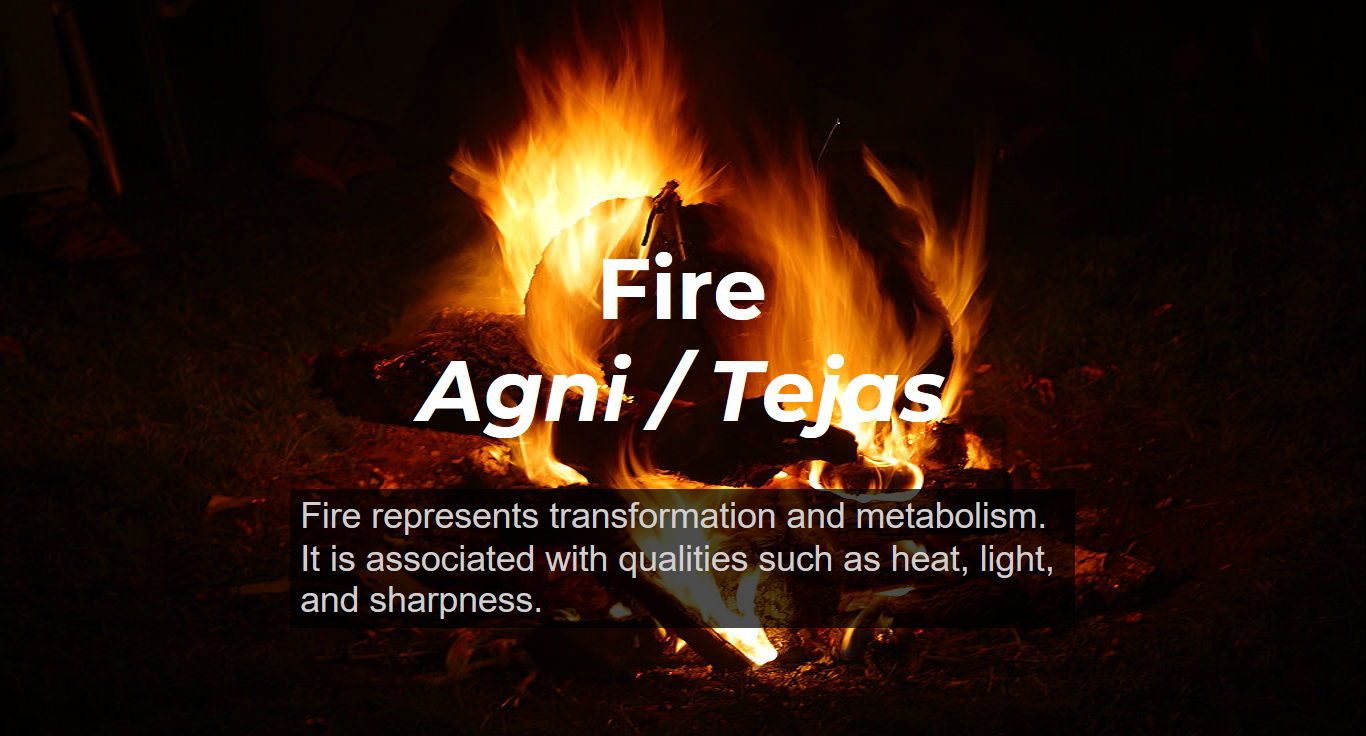 Fire
Agni / Tejas
Fire represents transformation and metabolism.
It is associated with qualities such as heat, light,
and sharpness.